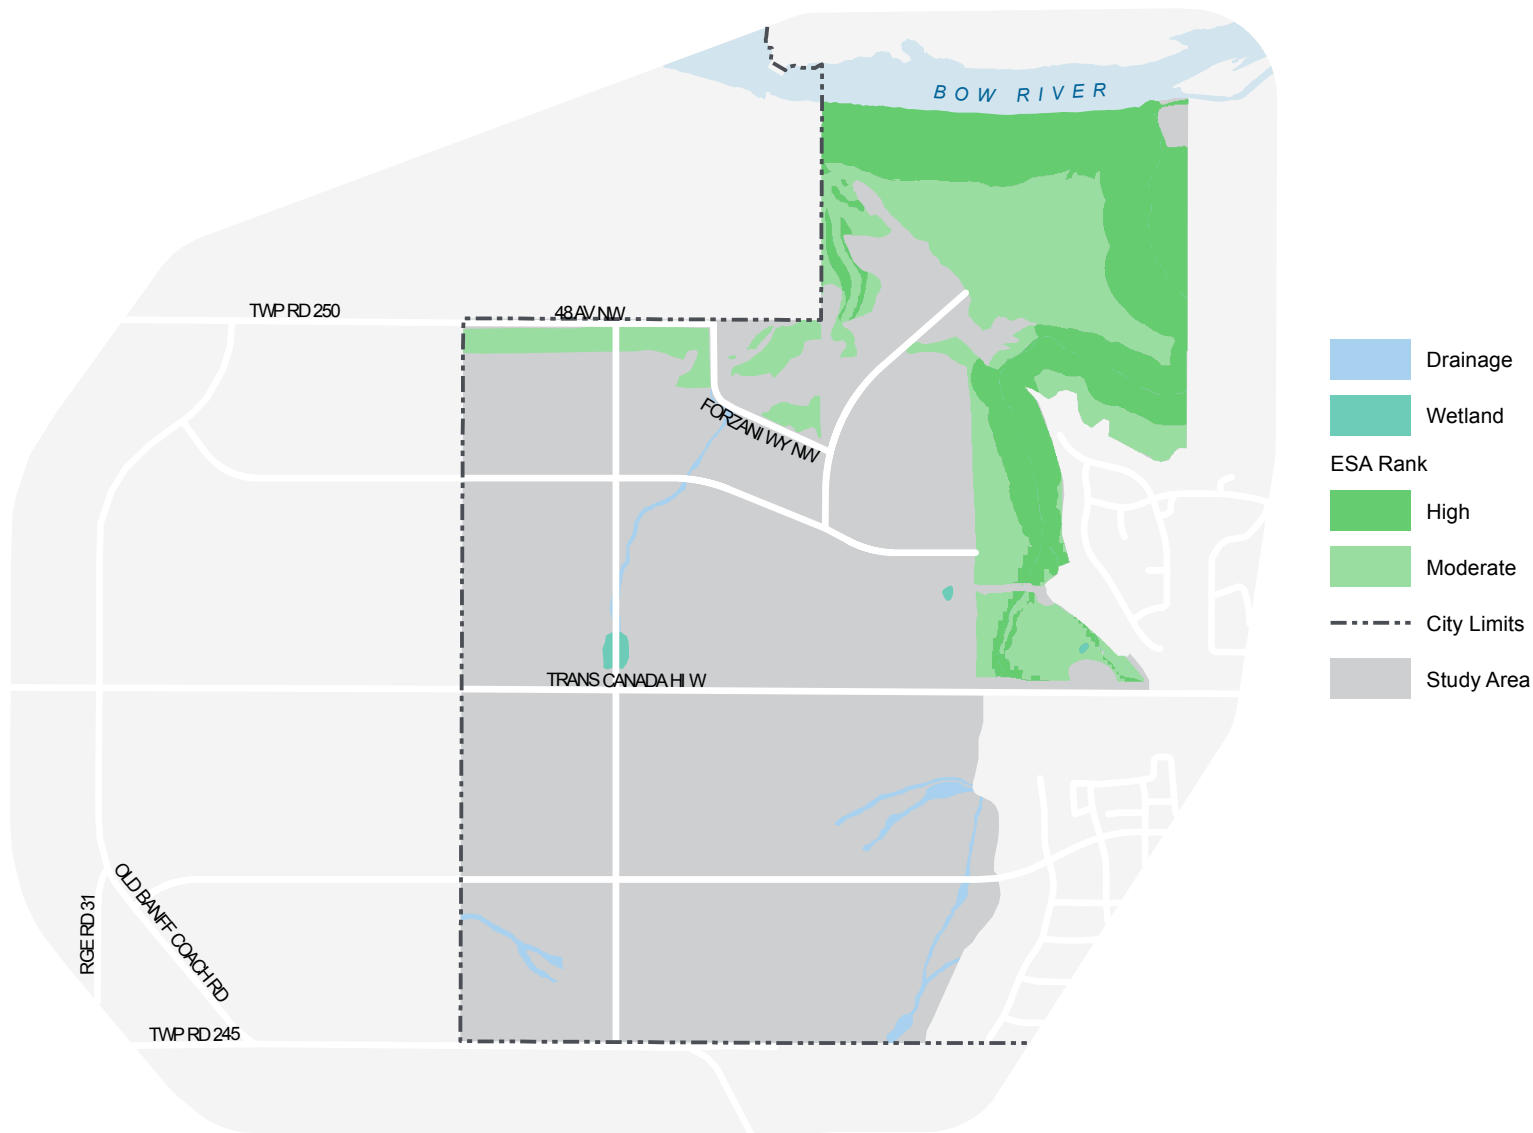 BOW RIVER
TWP RD 250
48 AV NW
FORZANI WY NW
TRANS CANADA HI W
OLD BANFF COACH RD
RGE RD 31
TWP RD 245
Drainage
Wetland
ESA Rank
High
Moderate
City Limits
Study Area